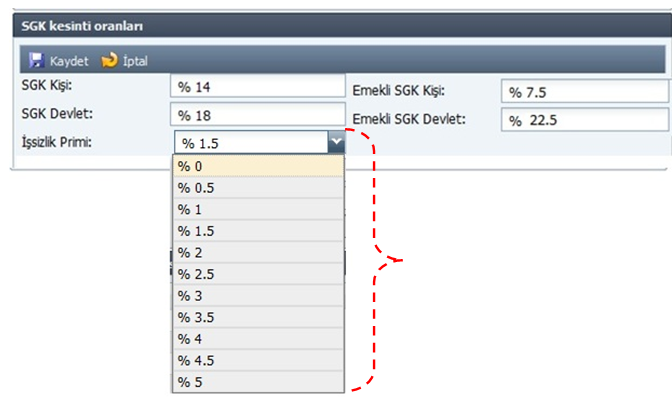 SGK kesinti oranları
Kaydet İptal
SGK Kişi: % 14 Emekli SGK Kişi: % 7.5
SGK Devlet: % 18 Emekli SGK Devlet: % 22.5
İşsizlik Primi: % 1.5
% 0
% 0.5
% 1
% 1.5
% 2
% 2.5
% 3
% 3.5
% 4
% 4.5
% 5